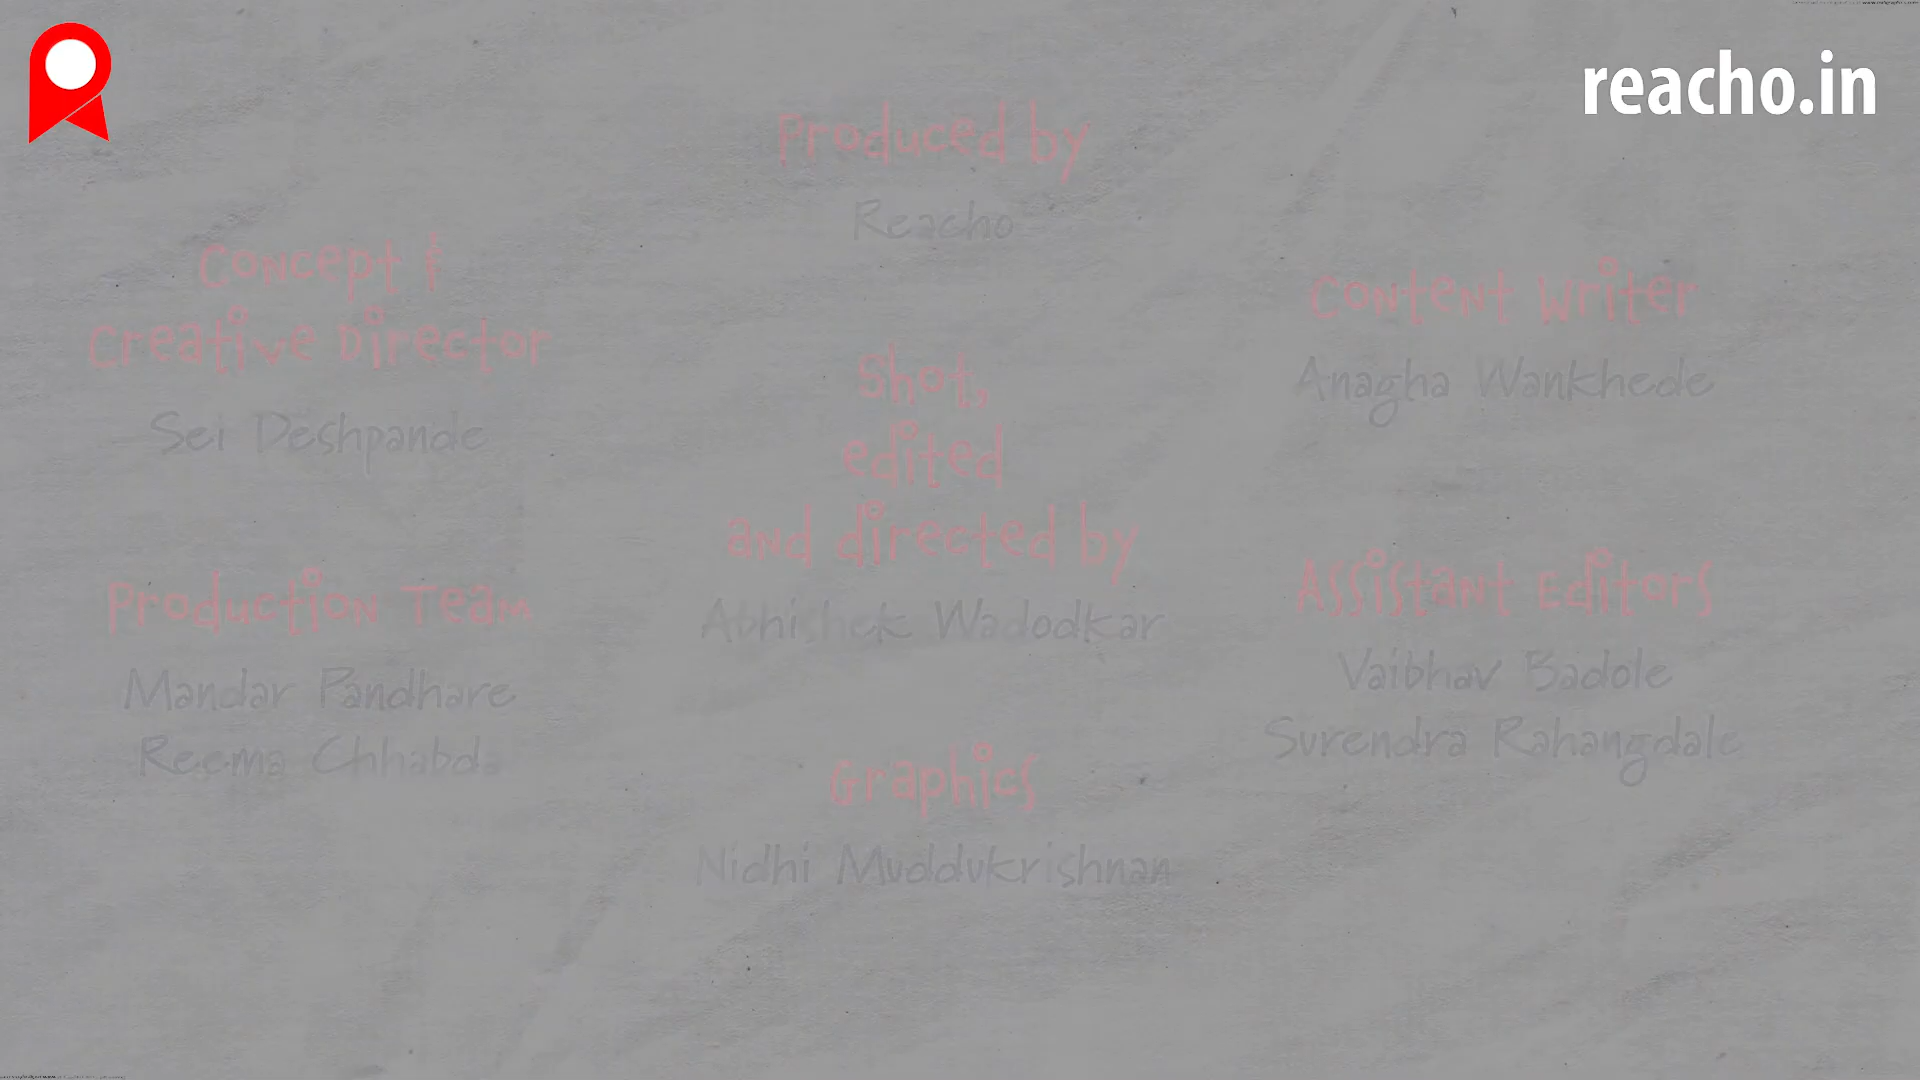 reacho.in
Produced by
Reacho
Concept &
Creative Director
Sei Deshpande
Content Writer
Anagha Wankhede
Shot,
edited
and directed by
Abhishek Wadodkar
Production Team
Mandar Pandhare
Reema Chhabda
Assistant Editors
Vaibhav Badole
Surendra Rahangdale
Graphics
Nidhi Muddukrishnan